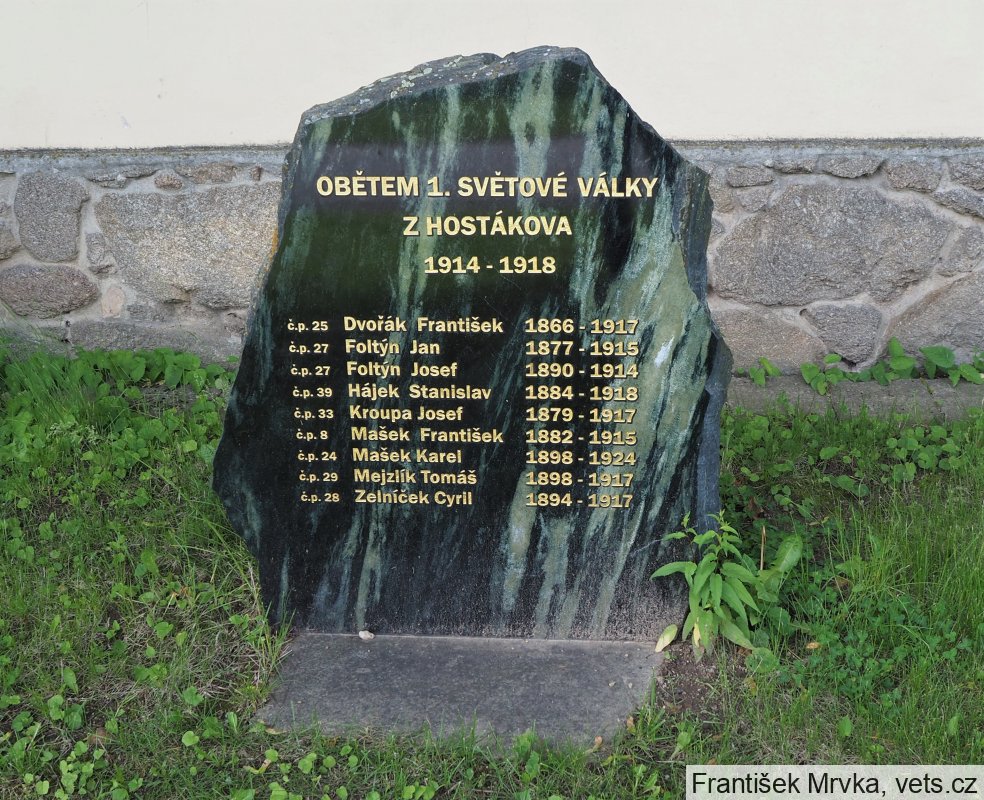 OBĚTEM 1. SVĚTOVÉ VÁLKY
Z HOSTÁKOVA
1914 - 1918
č.p. 25 Dvořák František 1866 - 1917
č.p. 27 Foltýn Jan 1877 - 1915
č.p. 27 Foltýn Josef 1890 - 1914
č.p. 39 Hájek Stanislav 1884 - 1918
č.p. 33 Kroupa Josef 1879 - 1917
č.p. 8 Mašek František 1882 - 1915
č.p. 24 Mašek Karel 1898 - 1924
č.p. 29 Mejzlík Tomáš 1898 - 1917
č.p. 28 Zelníček Cyril 1894 - 1917
František Mrvka, vets.cz